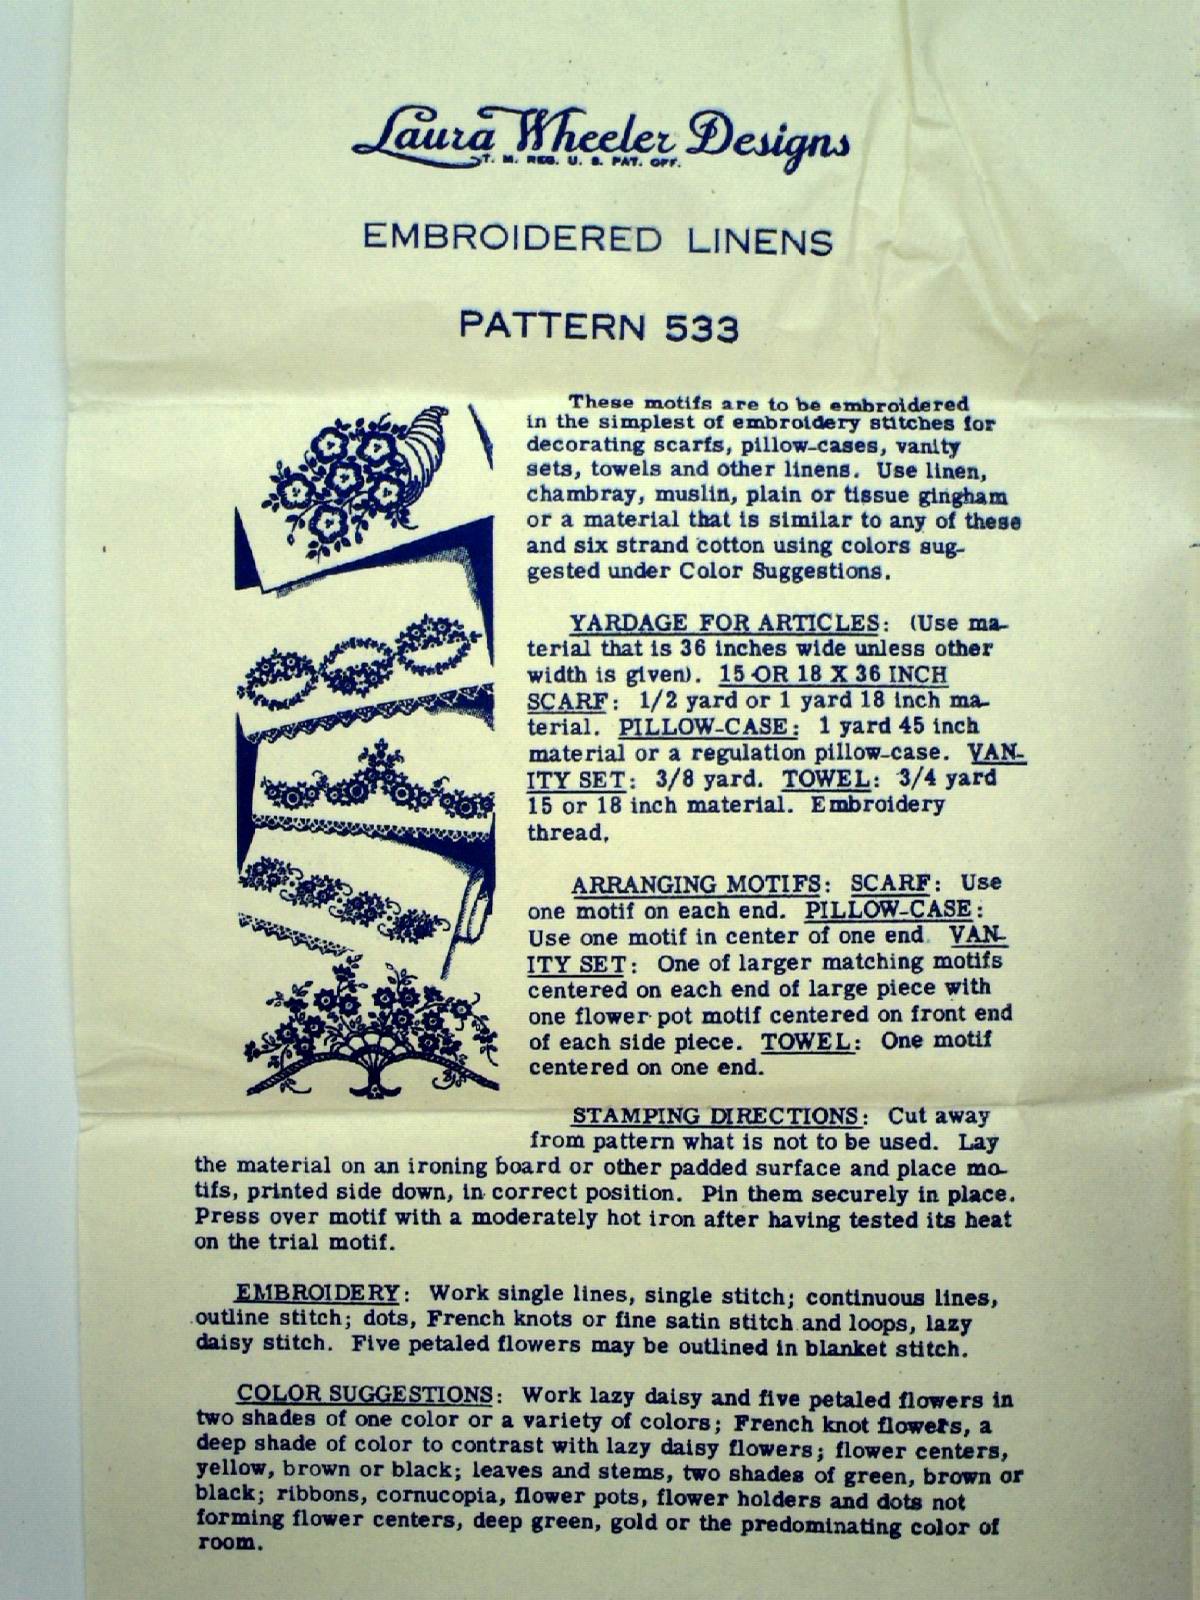 Laura Wheeler Designs
T. M. REG. U. S. PAT. OFF.
EMBROIDERED LINENS
PATTERN 533
These motifs are to be embroidered
in the simplest of embroidery stitches for
decorating scarfs, pillow-cases, vanity
sets, towels and other linens. Use linen,
chambray, muslin, plain or tissue gingham
or a material that is similar to any of these
and six strand cotton using colors sug-
gested under Color Suggestions.
YARDAGE FOR ARTICLES: (Use ma-
terial that is 36 inches wide unless other
width is given). 15 OR 18 X 36 INCH
SCARF: 1/2 yard or 1 yard 18 inch ma-
terial. PILLOW-CASE: 1 yard 45 inch
material or a regulation pillow-case. VAN-
ITY SET: 3/8 yard. TOWEL: 3/4 yard
15 or 18 inch material. Embroidery
thread.
ARRANGING MOTIFS: SCARF: Use
one motif on each end. PILLOW-CASE:
Use one motif in center of one end. VAN-
ITY SET: One of larger matching motifs
centered on each end of large piece with
one flower pot motif centered on front end
of each side piece. TOWEL: One motif
centered on one end.
STAMPING DIRECTIONS: Cut away
from pattern what is not to be used. Lay
the material on an ironing board or other padded surface and place mo-
tifs, printed side down, in correct position. Pin them securely in place.
Press over motif with a moderately hot iron after having tested its heat
on the trial motif.
EMBROIDERY: Work single lines, single stitch; continuous lines,
outline stitch; dots, French knots or fine satin stitch and loops, lazy
daisy stitch. Five petaled flowers may be outlined in blanket stitch.
COLOR SUGGESTIONS: Work lazy daisy and five petaled flowers in
two shades of one color or a variety of colors; French knot flowers, a
deep shade of color to contrast with lazy daisy flowers; flower centers,
yellow, brown or black; leaves and stems, two shades of green, brown or
black; ribbons, cornucopia, flower pots, flower holders and dots not
forming flower centers, deep green, gold or the predominating color of
room.